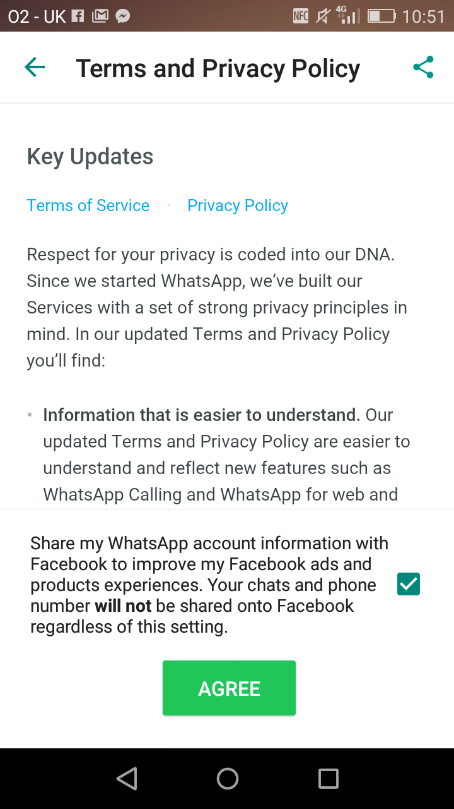 O2 - UK NFC 4G 10:51
Terms and Privacy Policy
Key Updates
Terms of Service · Privacy Policy
Respect for your privacy is coded into our DNA.
Since we started WhatsApp, we've built our
Services with a set of strong privacy principles in
mind. In our updated Terms and Privacy Policy
you'll find:
• Information that is easier to understand. Our
updated Terms and Privacy Policy are easier to
understand and reflect new features such as
WhatsApp Calling and WhatsApp for web and
Share my WhatsApp account information with
Facebook to improve my Facebook ads and
products experiences. Your chats and phone
number will not be shared onto Facebook
regardless of this setting.
AGREE